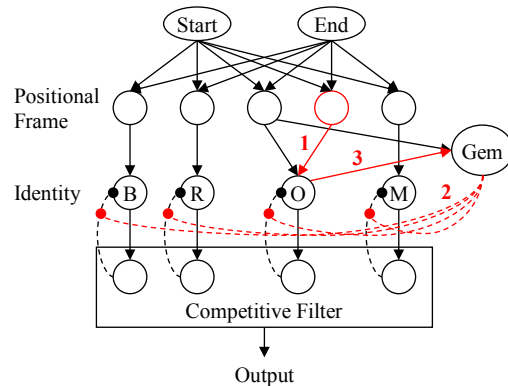 Start End
Positional
Frame
1
3
Gem
2
Identity
B R O M
Competitive Filter
Output